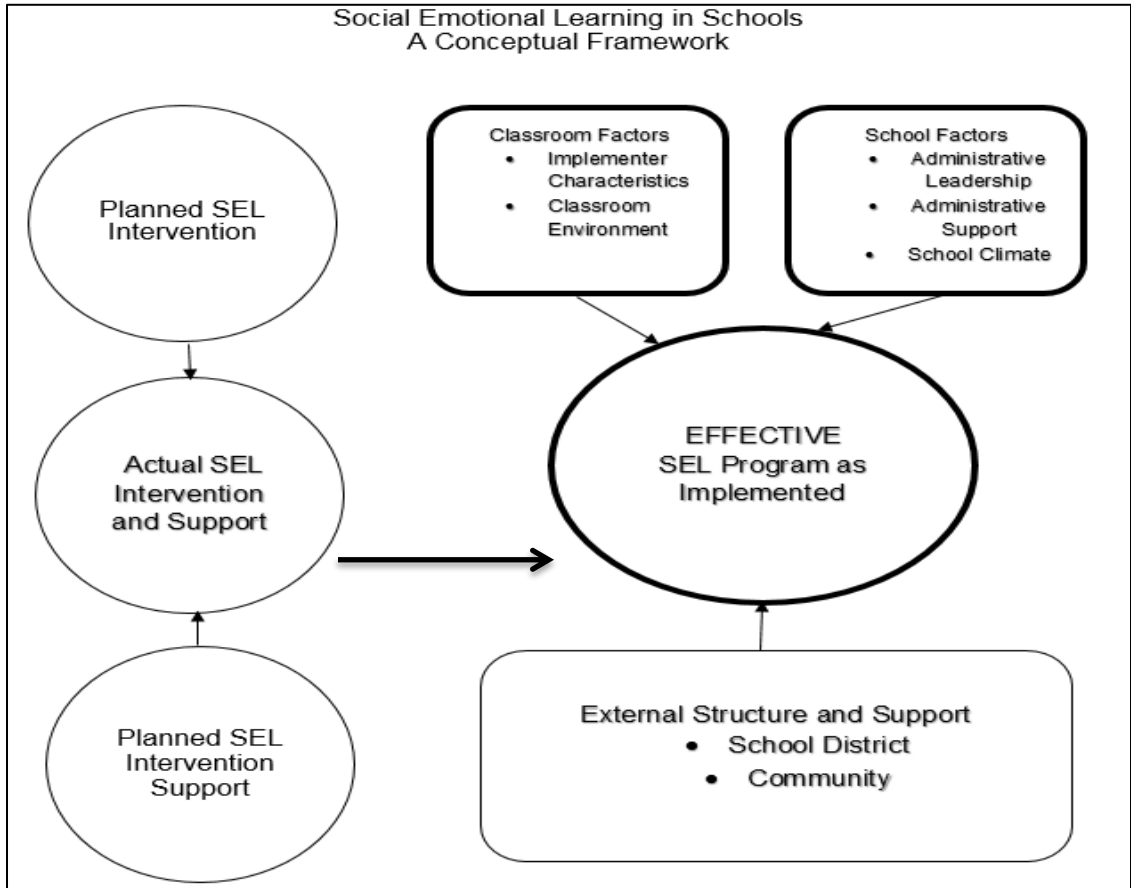 Social Emotional Learning in Schools
A Conceptual Framework
Planned SEL
Intervention
Classroom Factors
• Implementer
Characteristics
• Classroom
Environment
School Factors
• Administrative
Leadership
• Administrative
Support
• School Climate
Actual SEL
Intervention
and Support
EFFECTIVE
SEL Program as
Implemented
Planned SEL
Intervention
Support
External Structure and Support
• School District
• Community